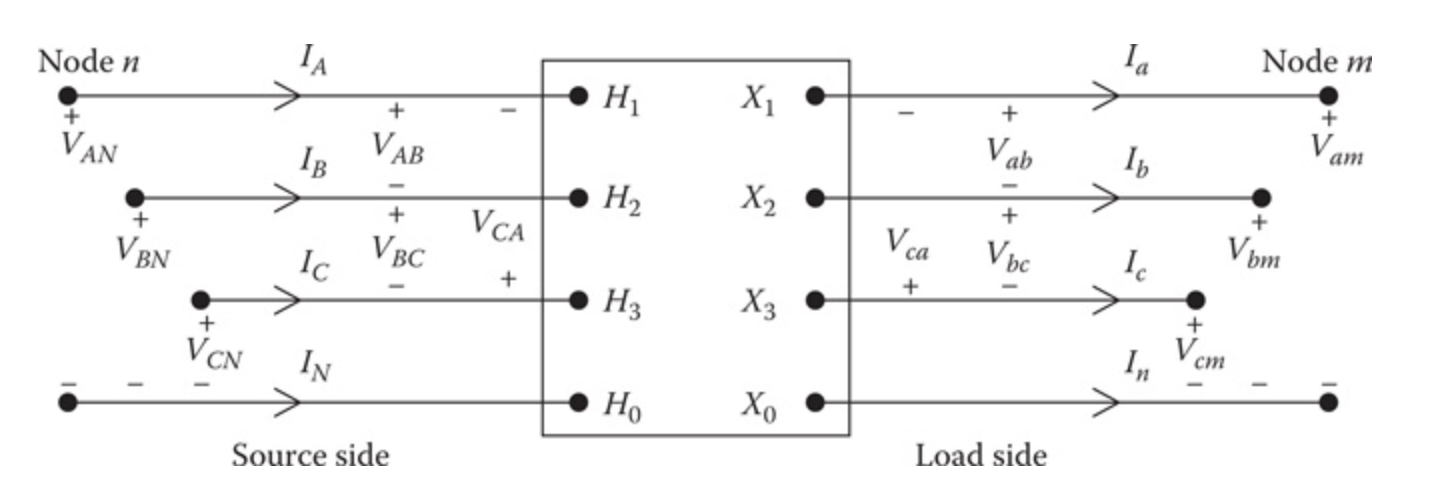 Node n I_A I_a Node m
H_1 X_1
+ + − − + +
V_AN V_AB V_ab V_am
I_B I_b
− −
H_2 X_2
+ + + +
V_CA
V_BN V_BC V_ca V_bc V_bm
I_C I_c
− + + −
H_3 X_3
+ +
V_CN V_cm
I_N I_n
− − − − − −
H_0 X_0
Source side Load side